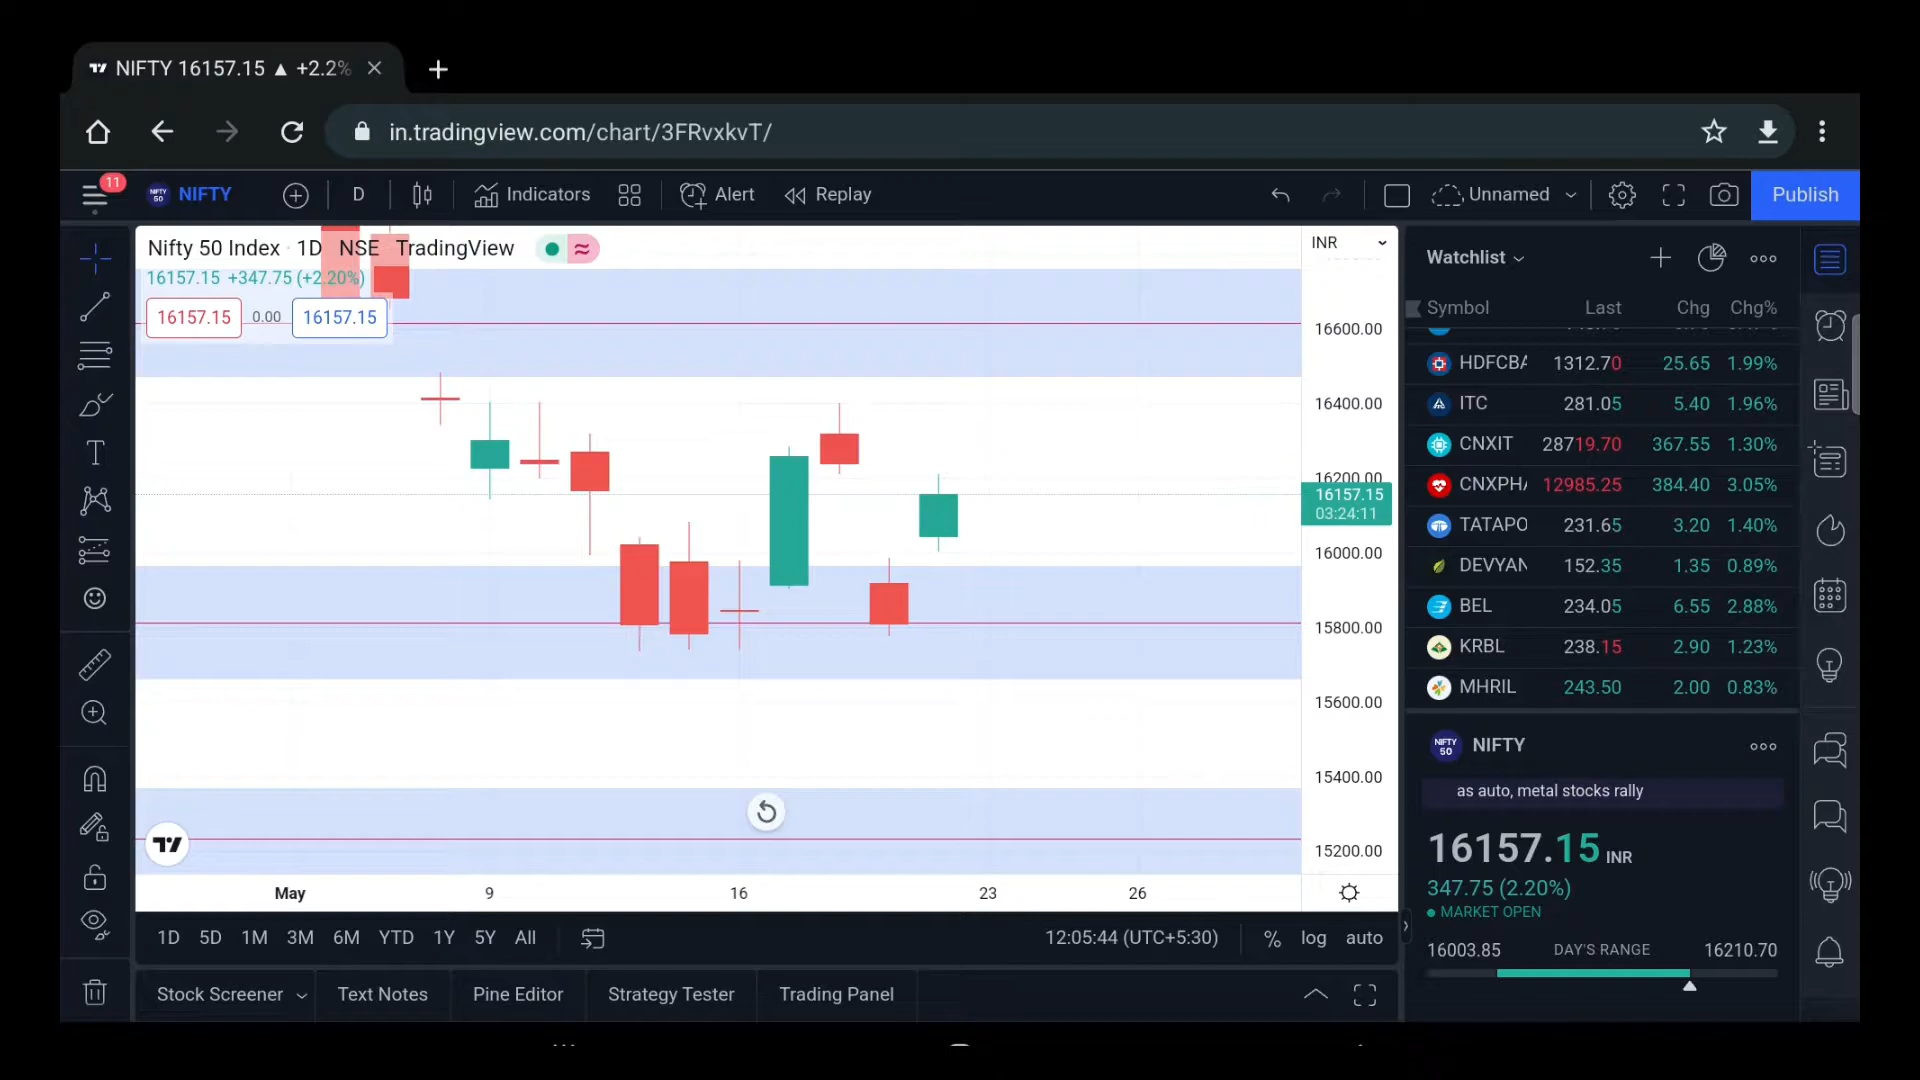 NIFTY 16157.15 ▲ +2.2%
in.tradingview.com/chart/3FRvxkvT/
11
NIFTY
50
NIFTY
D
Indicators
Alert
Replay
Unnamed
Publish
Nifty 50 Index · 1D NSE TradingView
16157.15 +347.75 (+2.20%)
16157.15 0.00 16157.15
INR
16600.00
16400.00
16200.00
16157.15
03:24:11
16000.00
15800.00
15600.00
15400.00
15200.00
May 9 16 23 26
1D 5D 1M 3M 6M YTD 1Y 5Y All
12:05:44 (UTC+5:30) % log auto
Stock Screener Text Notes Pine Editor Strategy Tester Trading Panel
Watchlist
Symbol Last Chg Chg%
HDFCBA 1312.70 25.65 1.99%
ITC 281.05 5.40 1.96%
CNXIT 28719.70 367.55 1.30%
CNXPHA 12985.25 384.40 3.05%
TATAPO 231.65 3.20 1.40%
DEVYAN 152.35 1.35 0.89%
BEL 234.05 6.55 2.88%
KRBL 238.15 2.90 1.23%
MHRIL 243.50 2.00 0.83%
NIFTY
50
NIFTY
as auto, metal stocks rally
16157.15 INR
347.75 (2.20%)
MARKET OPEN
16003.85 DAY'S RANGE 16210.70